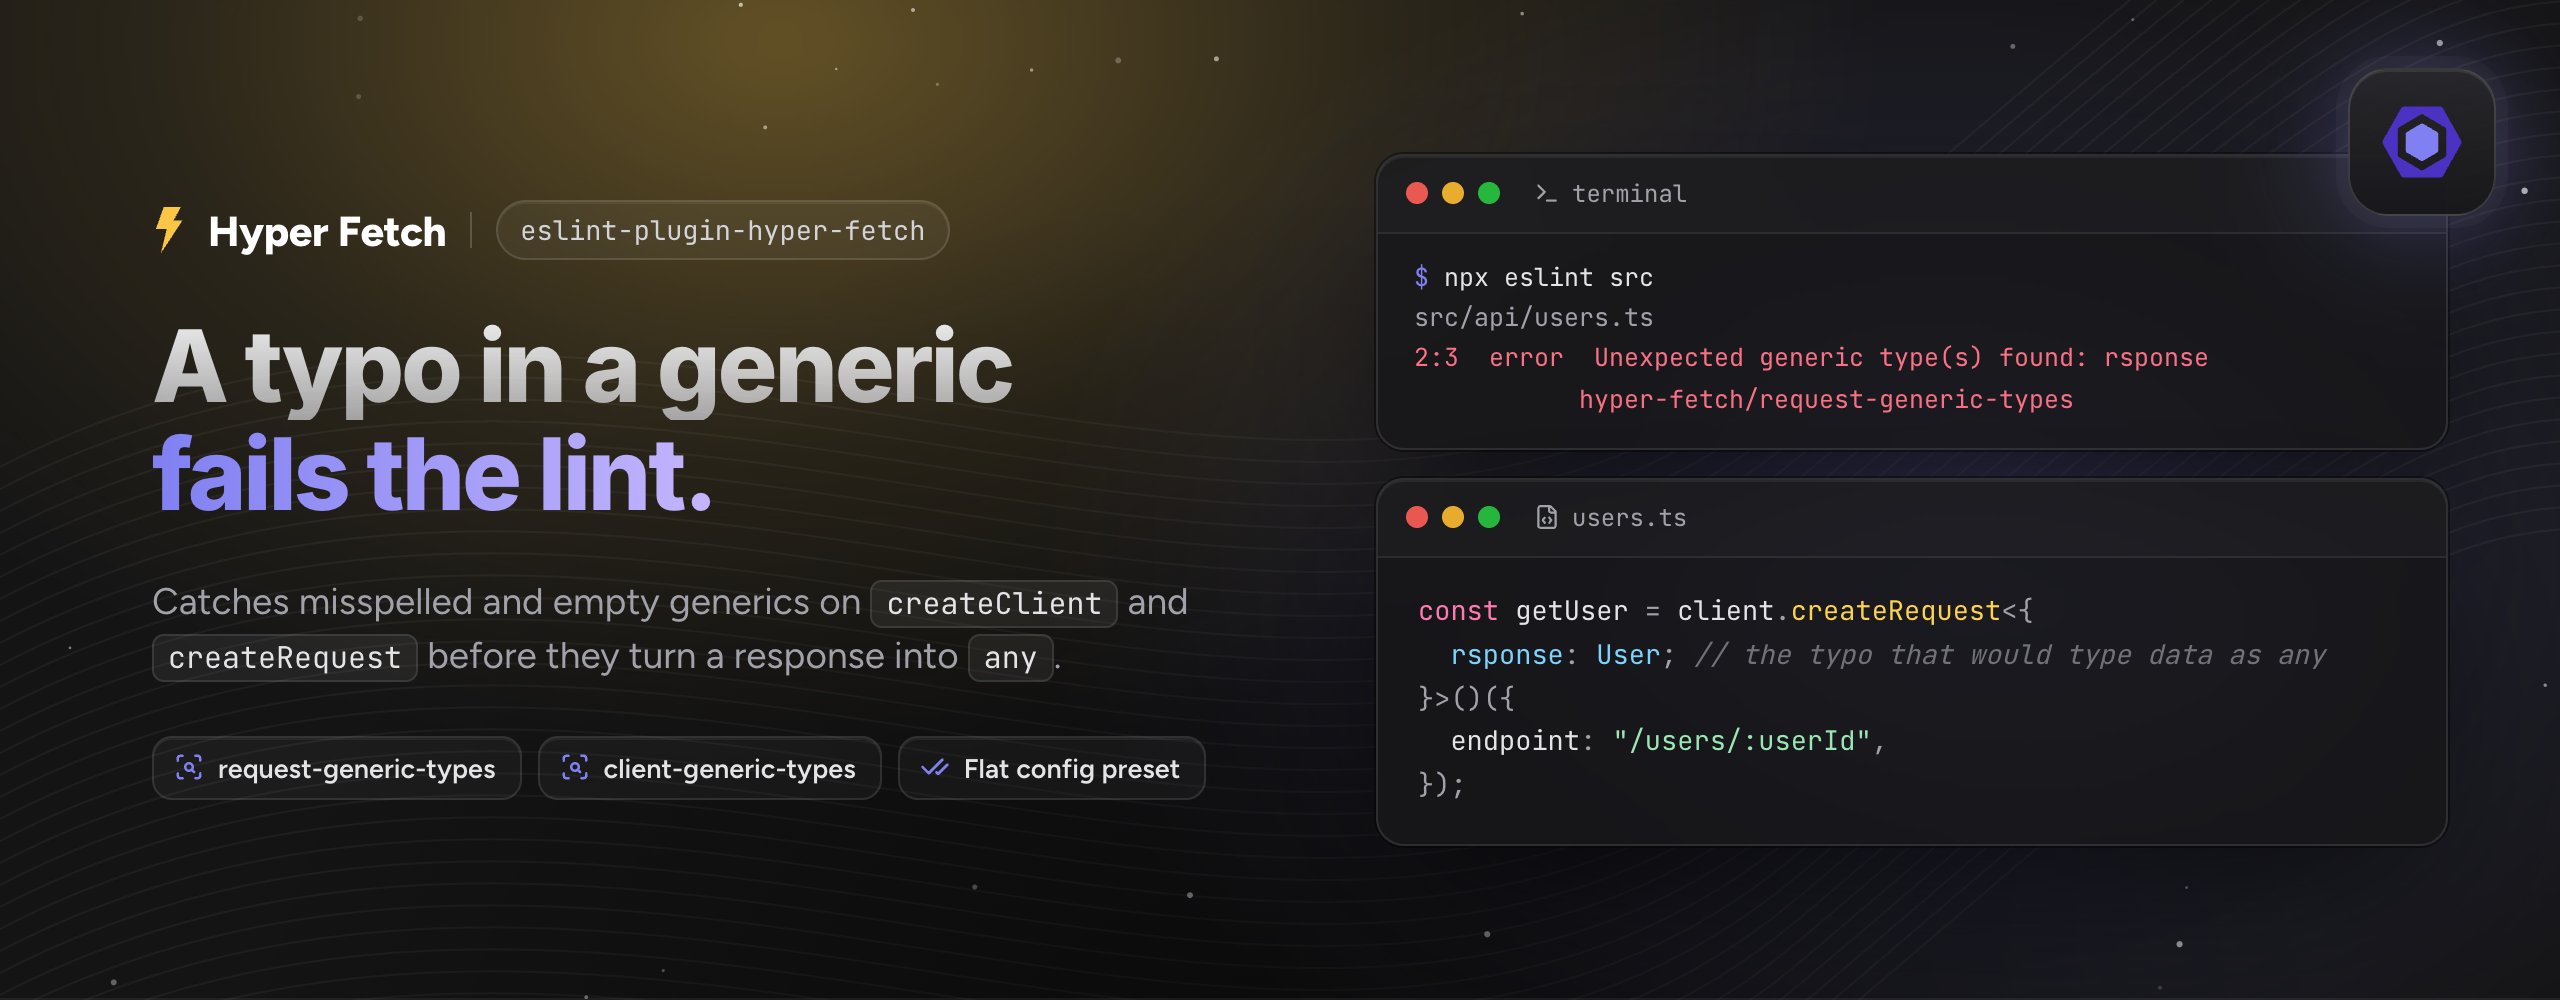 Hyper Fetch
eslint-plugin-hyper-fetch
A typo in a generic
fails the lint.
Catches misspelled and empty generics on createClient and
createRequest before they turn a response into any.
request-generic-types
client-generic-types
Flat config preset
terminal
$ npx eslint src
src/api/users.ts
2:3  error  Unexpected generic type(s) found: rsponse
hyper-fetch/request-generic-types
users.ts
const getUser = client.createRequest<{
  rsponse: User; // the typo that would type data as any
}>()({
  endpoint: "/users/:userId",
});